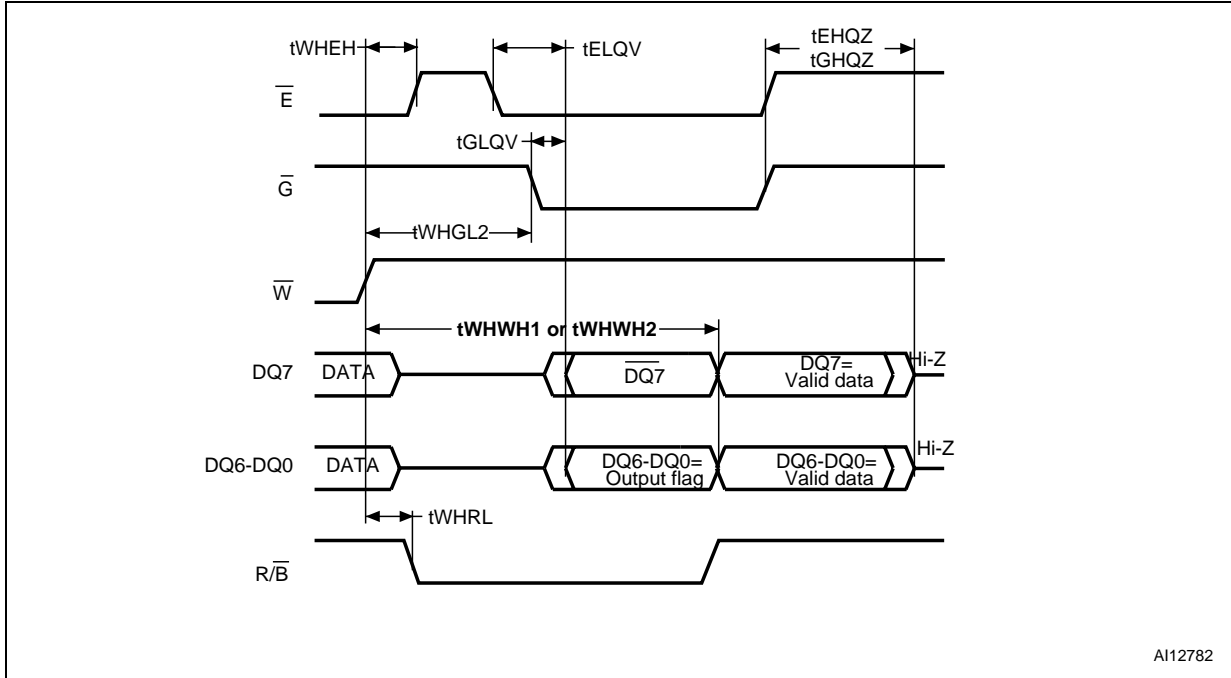 tWHEH
tELQV
tEHQZ
tGHQZ
E̅
tGLQV
G̅
tWHGL2
W̅
tWHWH1 or tWHWH2
DQ7
DATA
D̅Q̅7̅
DQ7=
Valid data
Hi-Z
DQ6-DQ0
DATA
DQ6-DQ0=
Output flag
DQ6-DQ0=
Valid data
Hi-Z
tWHRL
R/B̅
AI12782